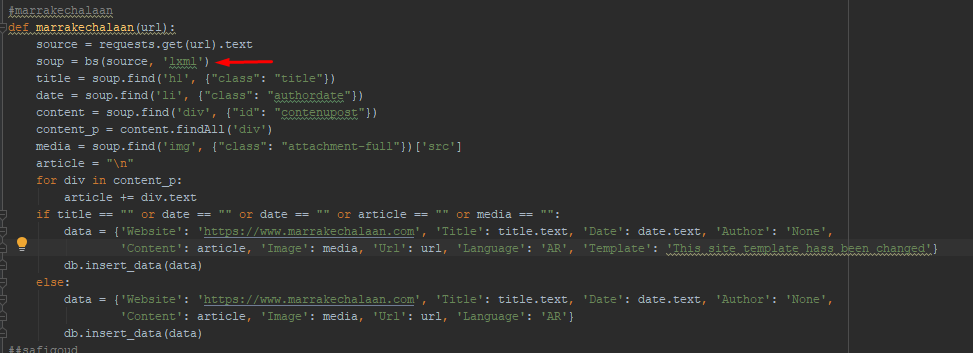 #marrakechalaan
def marrakechalaan(url):
    source = requests.get(url).text
    soup = bs(source, 'lxml')
    title = soup.find('h1', {"class": "title"})
    date = soup.find('li', {"class": "authordate"})
    content = soup.find('div', {"id": "contenupost"})
    content_p = content.findAll('div')
    media = soup.find('img', {"class": "attachment-full"})['src']
    article = "\n"
    for div in content_p:
        article += div.text
    if title == "" or date == "" or date == "" or article == "" or media == "":
        data = {'Website': 'https://www.marrakechalaan.com', 'Title': title.text, 'Date': date.text, 'Author': 'None',
                'Content': article, 'Image': media, 'Url': url, 'Language': 'AR', 'Template': 'This site template hass been changed'}
        db.insert_data(data)
    else:
        data = {'Website': 'https://www.marrakechalaan.com', 'Title': title.text, 'Date': date.text, 'Author': 'None',
                'Content': article, 'Image': media, 'Url': url, 'Language': 'AR'}
        db.insert_data(data)
##safigoud